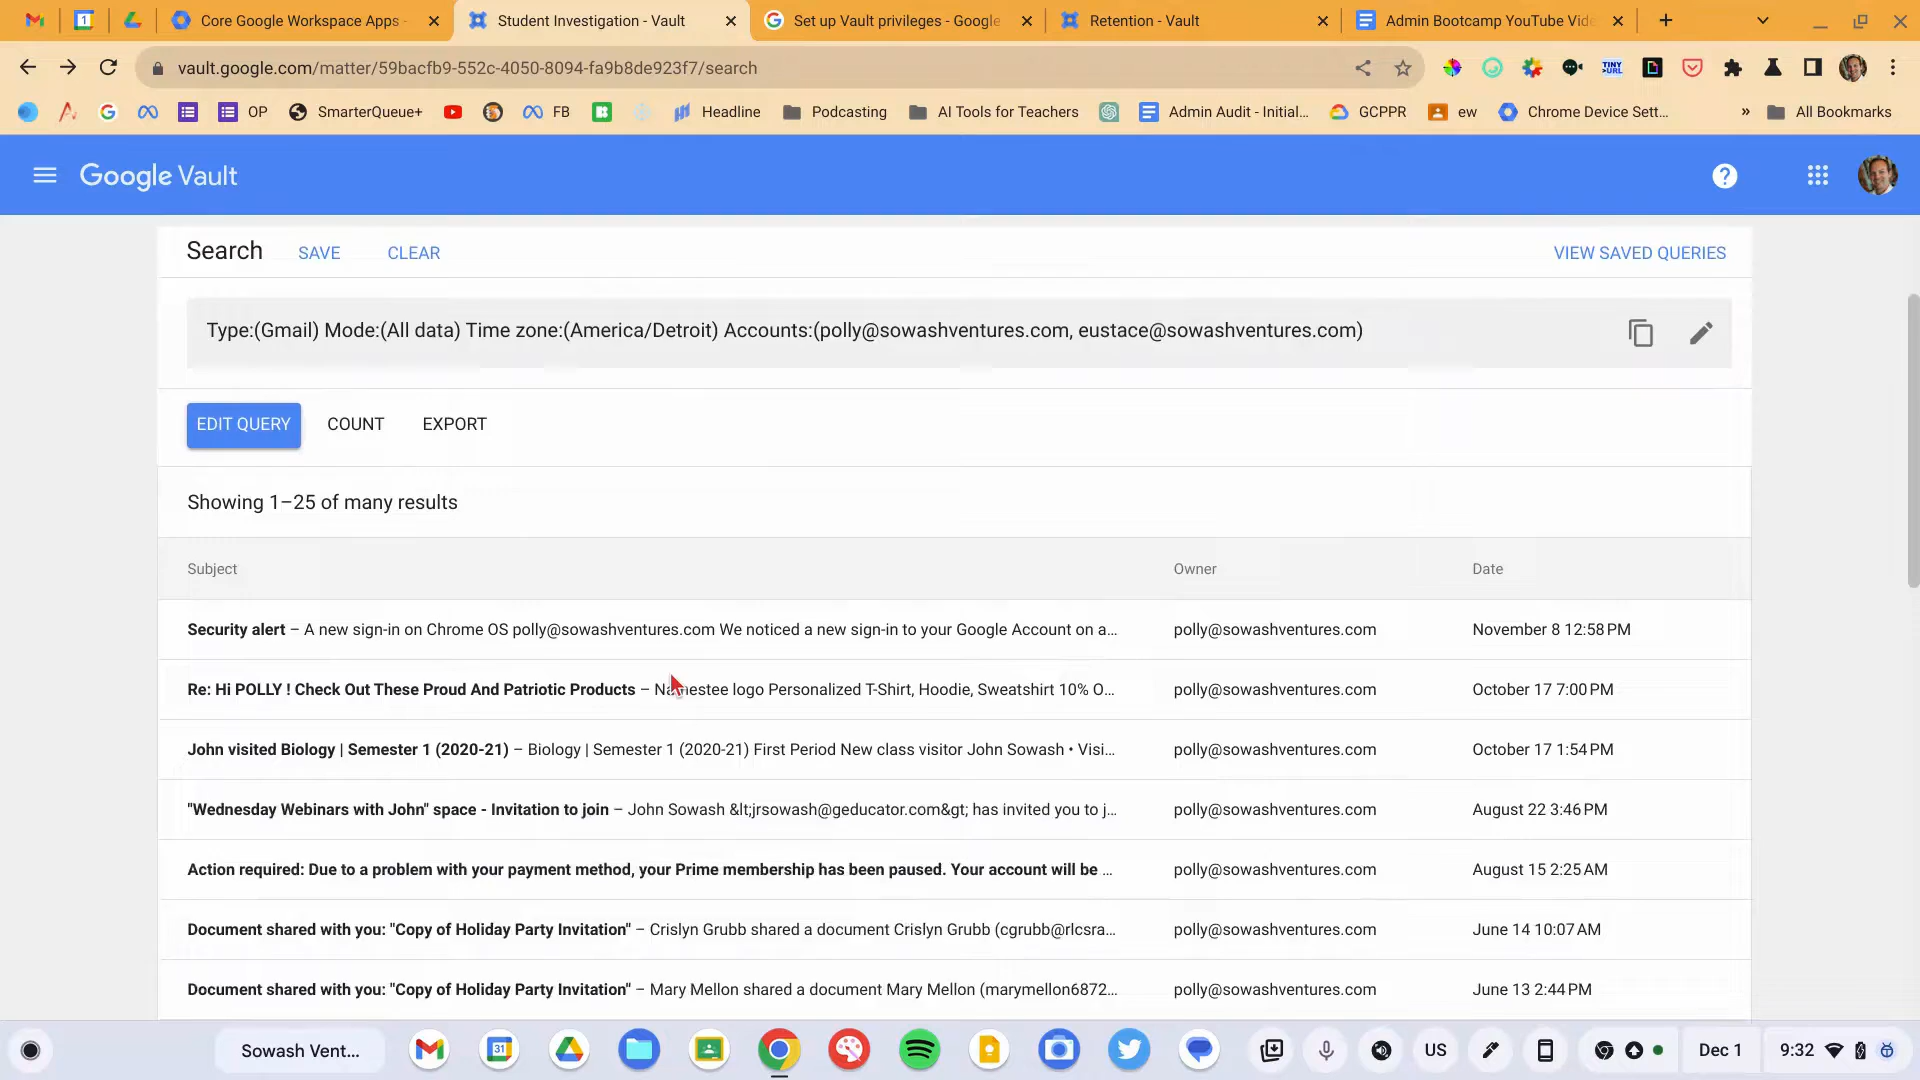 Core Google Workspace Apps -
Student Investigation - Vault
Set up Vault privileges - Google
Retention - Vault
Admin Bootcamp YouTube Vide
vault.google.com/matter/59bacfb9-552c-4050-8094-fa9b8de923f7/search
TINY
>URL
OP
SmarterQueue+
FB
Headline
Podcasting
AI Tools for Teachers
Admin Audit - Initial...
GCPPR
ew
Chrome Device Sett...
»
All Bookmarks
Google Vault
?
Search
SAVE
CLEAR
VIEW SAVED QUERIES
Type:(Gmail) Mode:(All data) Time zone:(America/Detroit) Accounts:(polly@sowashventures.com, eustace@sowashventures.com)
EDIT QUERY
COUNT
EXPORT
Showing 1–25 of many results
Subject
Owner
Date
Security alert – A new sign-in on Chrome OS polly@sowashventures.com We noticed a new sign-in to your Google Account on a...
polly@sowashventures.com
November 8 12:58 PM
Re: Hi POLLY ! Check Out These Proud And Patriotic Products – Namestee logo Personalized T-Shirt, Hoodie, Sweatshirt 10% O...
polly@sowashventures.com
October 17 7:00 PM
John visited Biology | Semester 1 (2020-21) – Biology | Semester 1 (2020-21) First Period New class visitor John Sowash • Visi...
polly@sowashventures.com
October 17 1:54 PM
"Wednesday Webinars with John" space - Invitation to join – John Sowash &lt;jrsowash@geducator.com&gt; has invited you to j...
polly@sowashventures.com
August 22 3:46 PM
Action required: Due to a problem with your payment method, your Prime membership has been paused. Your account will be ...
polly@sowashventures.com
August 15 2:25 AM
Document shared with you: "Copy of Holiday Party Invitation" – Crislyn Grubb shared a document Crislyn Grubb (cgrubb@rlcsra...
polly@sowashventures.com
June 14 10:07 AM
Document shared with you: "Copy of Holiday Party Invitation" – Mary Mellon shared a document Mary Mellon (marymellon6872...
polly@sowashventures.com
June 13 2:44 PM
Sowash Vent...
31
US
Dec 1
9:32